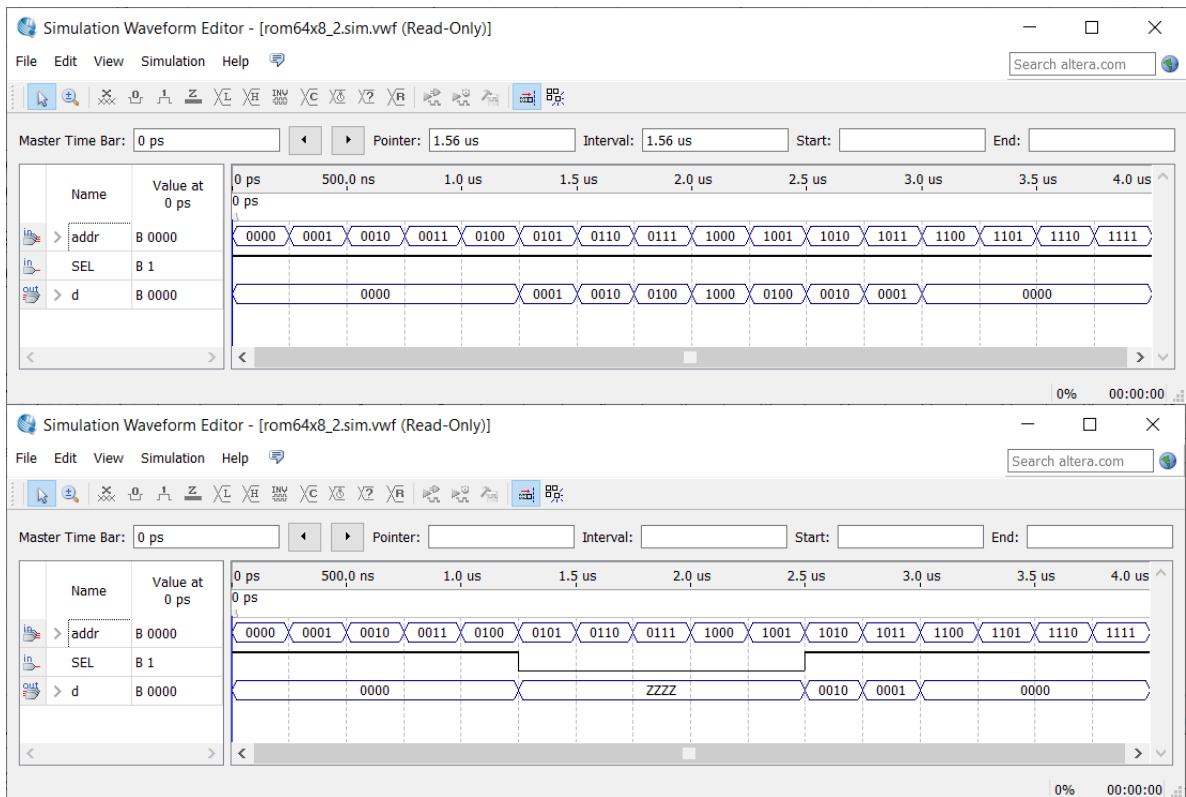 Simulation Waveform Editor - [rom64x8_2.sim.vwf (Read-Only)]
File Edit View Simulation Help Search altera.com
Master Time Bar: 0 ps Pointer: 1.56 us Interval: 1.56 us Start: End:
Name Value at 0 ps 0 ps 500.0 ns 1.0 us 1.5 us 2.0 us 2.5 us 3.0 us 3.5 us 4.0 us
0 ps
in addr B 0000 0000 0001 0010 0011 0100 0101 0110 0111 1000 1001 1010 1011 1100 1101 1110 1111
in SEL B 1
out d B 0000 0000 0001 0010 0100 1000 0100 0010 0001 0000
0% 00:00:00
Simulation Waveform Editor - [rom64x8_2.sim.vwf (Read-Only)]
File Edit View Simulation Help Search altera.com
Master Time Bar: 0 ps Pointer: Interval: Start: End:
Name Value at 0 ps 0 ps 500.0 ns 1.0 us 1.5 us 2.0 us 2.5 us 3.0 us 3.5 us 4.0 us
0 ps
in addr B 0000 0000 0001 0010 0011 0100 0101 0110 0111 1000 1001 1010 1011 1100 1101 1110 1111
in SEL B 1
out d B 0000 0000 ZZZZ 0010 0001 0000
0% 00:00:00